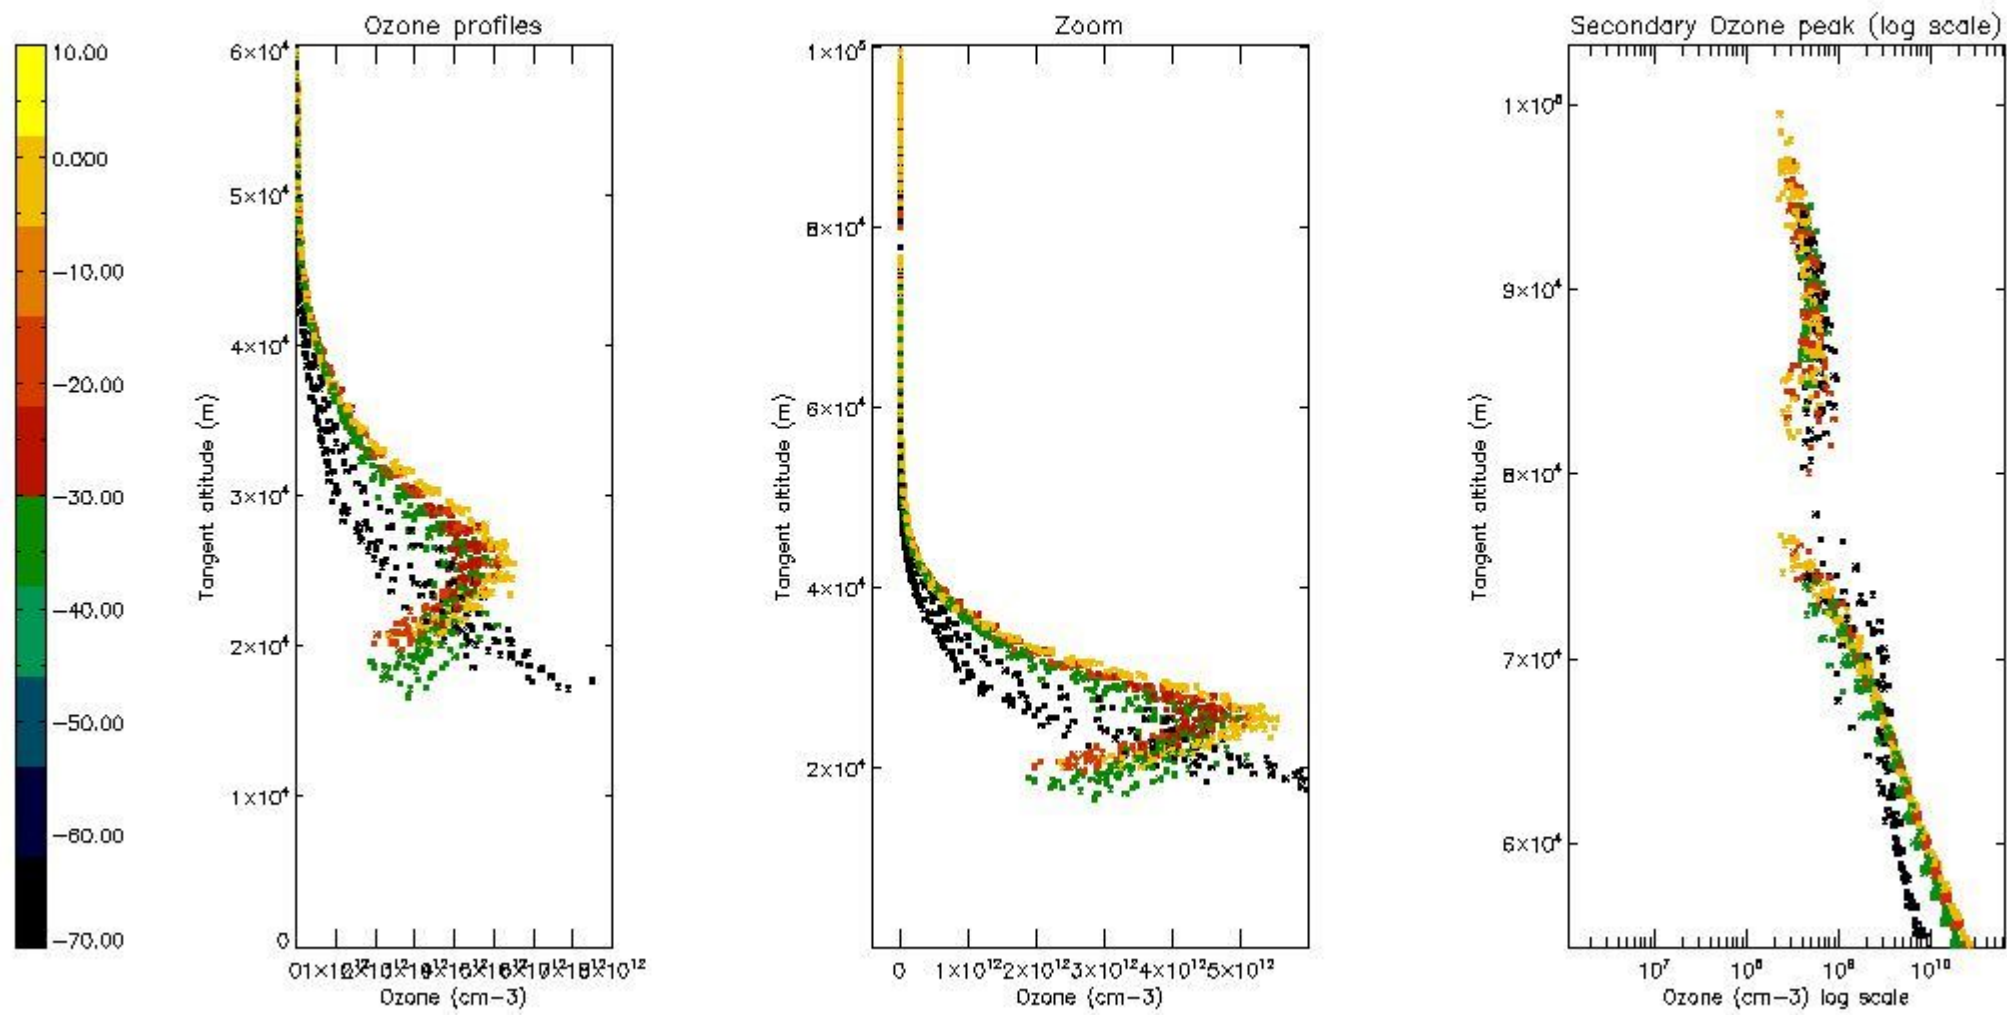 Ozone profiles
Zoom
Secondary Ozone peak (log scale)
10.00
0.000
-10.00
-20.00
-30.00
-40.00
-50.00
-60.00
-70.00
6×10⁴
5×10⁴
4×10⁴
3×10⁴
2×10⁴
1×10⁴
0
Tangent altitude (m)
Ozone (cm-3)
1×10⁵
8×10⁴
6×10⁴
4×10⁴
2×10⁴
Tangent altitude (m)
0 1×10¹² 2×10¹² 3×10¹² 4×10¹² 5×10¹²
Ozone (cm-3)
9×10⁴
8×10⁴
7×10⁴
6×10⁴
Tangent altitude (m)
10⁷ 10⁸ 10⁹ 10¹⁰
Ozone (cm-3) log scale